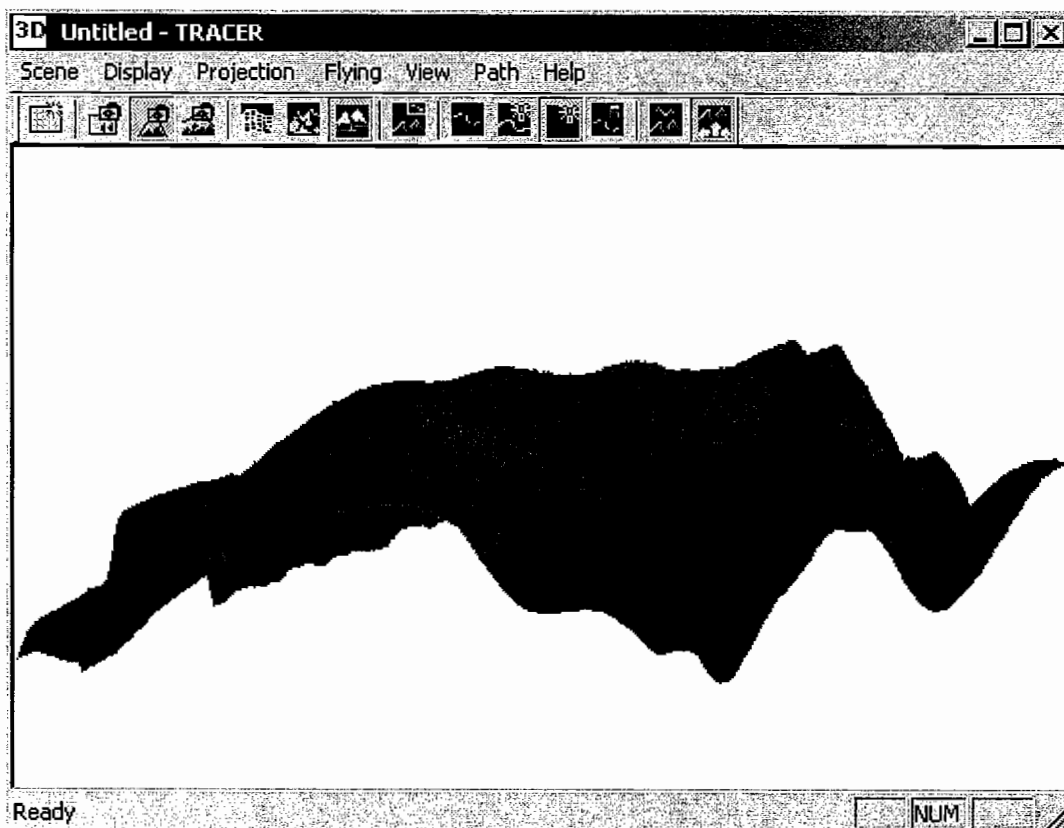 3D Untitled - TRACER
Scene Display Projection Flying View Path Help
Ready NUM